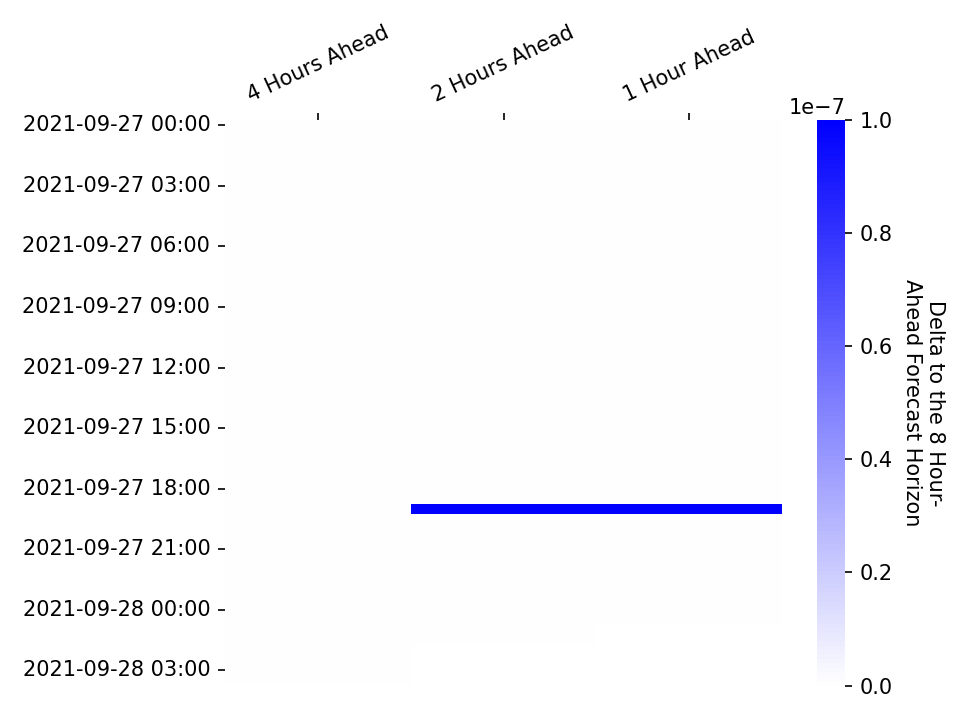 4 Hours Ahead
2 Hours Ahead
1 Hour Ahead
1e−7
2021-09-27 00:00
2021-09-27 03:00
2021-09-27 06:00
2021-09-27 09:00
2021-09-27 12:00
2021-09-27 15:00
2021-09-27 18:00
2021-09-27 21:00
2021-09-28 00:00
2021-09-28 03:00
1.0
0.8
0.6
0.4
0.2
0.0
Delta to the 8 Hour-
Ahead Forecast Horizon